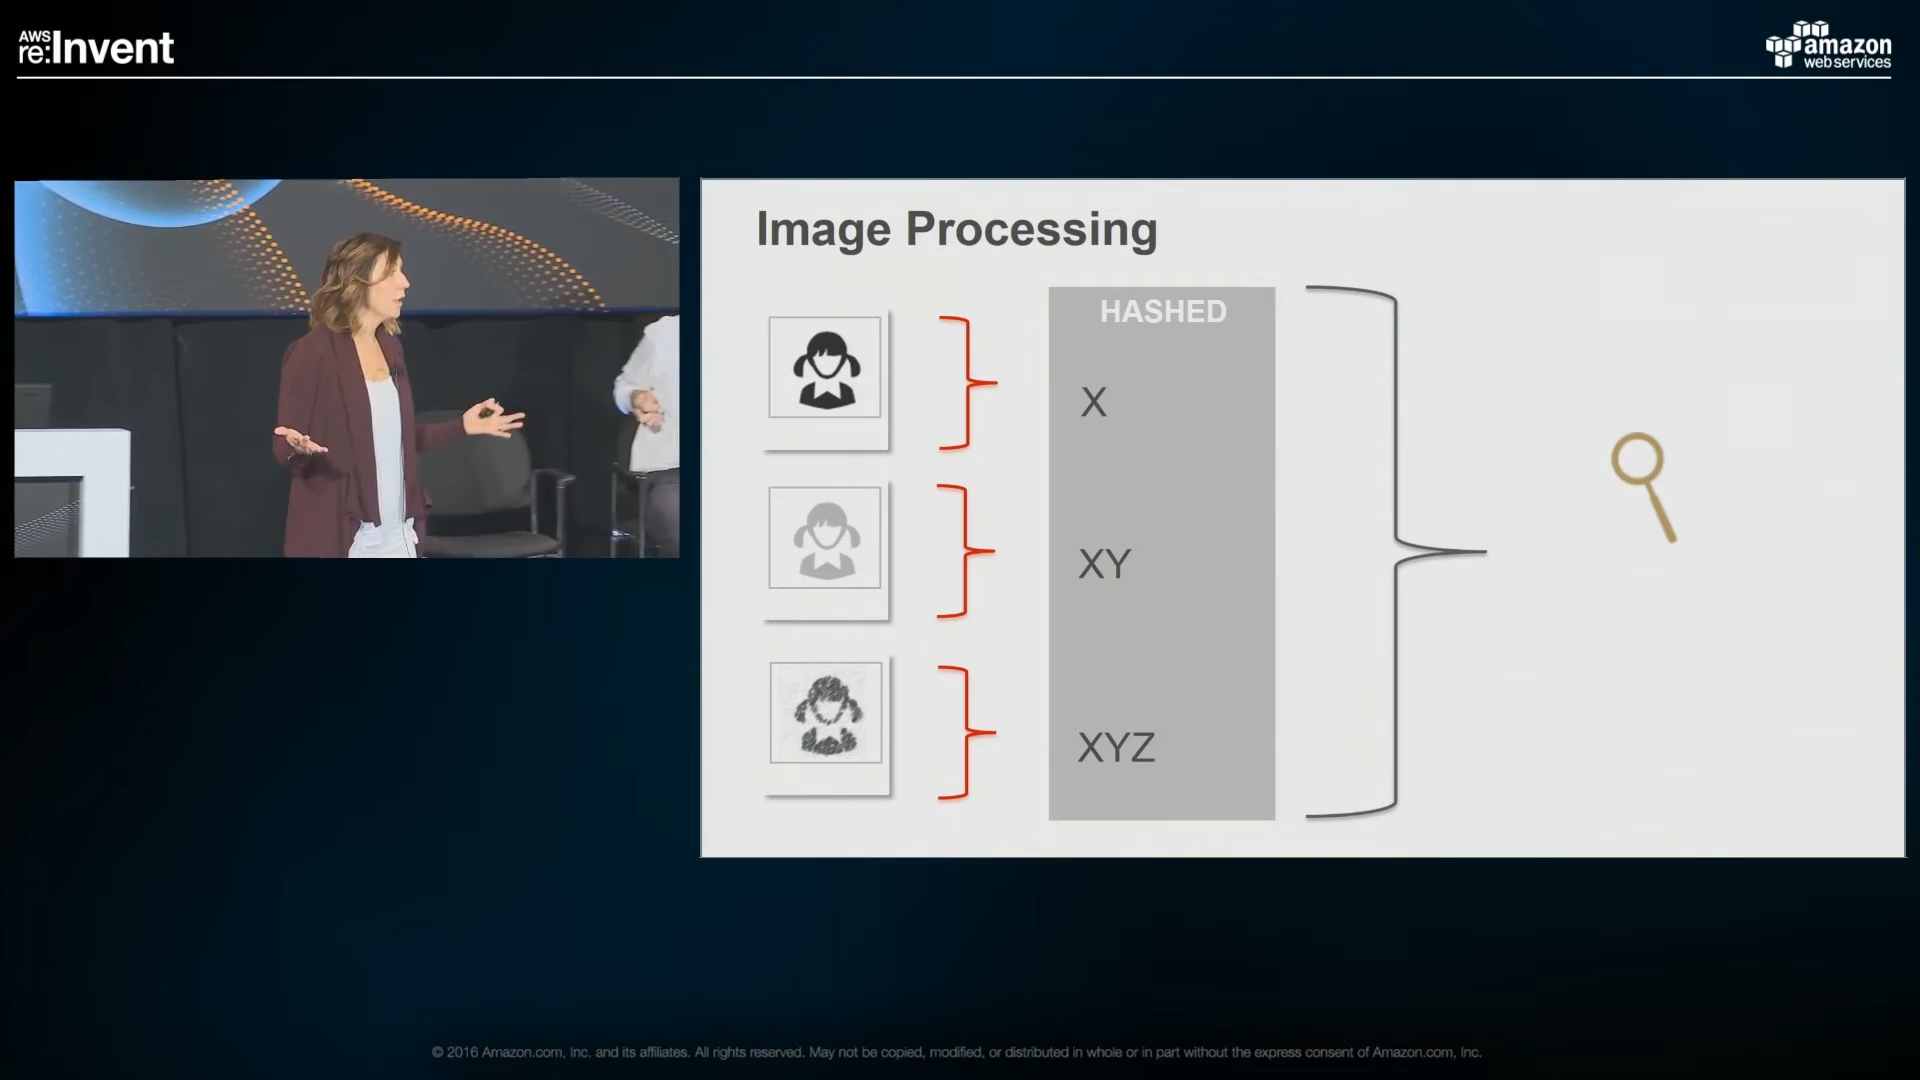 AWS
re:Invent
amazon
webservices
Image Processing
HASHED
X
XY
XYZ
© 2016 Amazon.com, Inc. and its affiliates. All rights reserved. May not be copied, modified, or distributed in whole or in part without the express consent of Amazon.com, Inc.